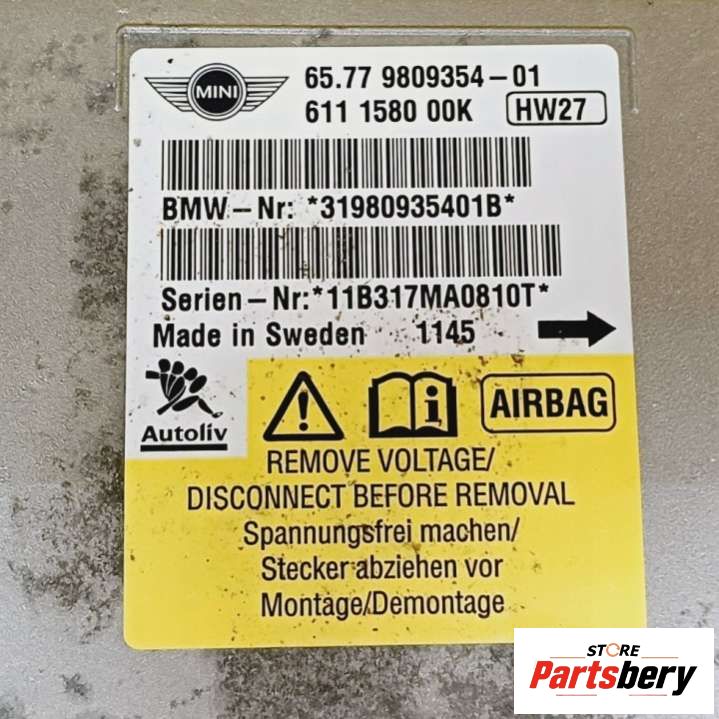 MINI
65.77 9809354-01
611 1580 00K HW27
BMW-Nr: *31980935401B*
Serien-Nr:*11B317MA0810T*
Made in Sweden 1145
Autoliv
AIRBAG
REMOVE VOLTAGE/
DISCONNECT BEFORE REMOVAL
Spannungsfrei machen/
Stecker abziehen vor
Montage/Demontage
STORE
Partsbery